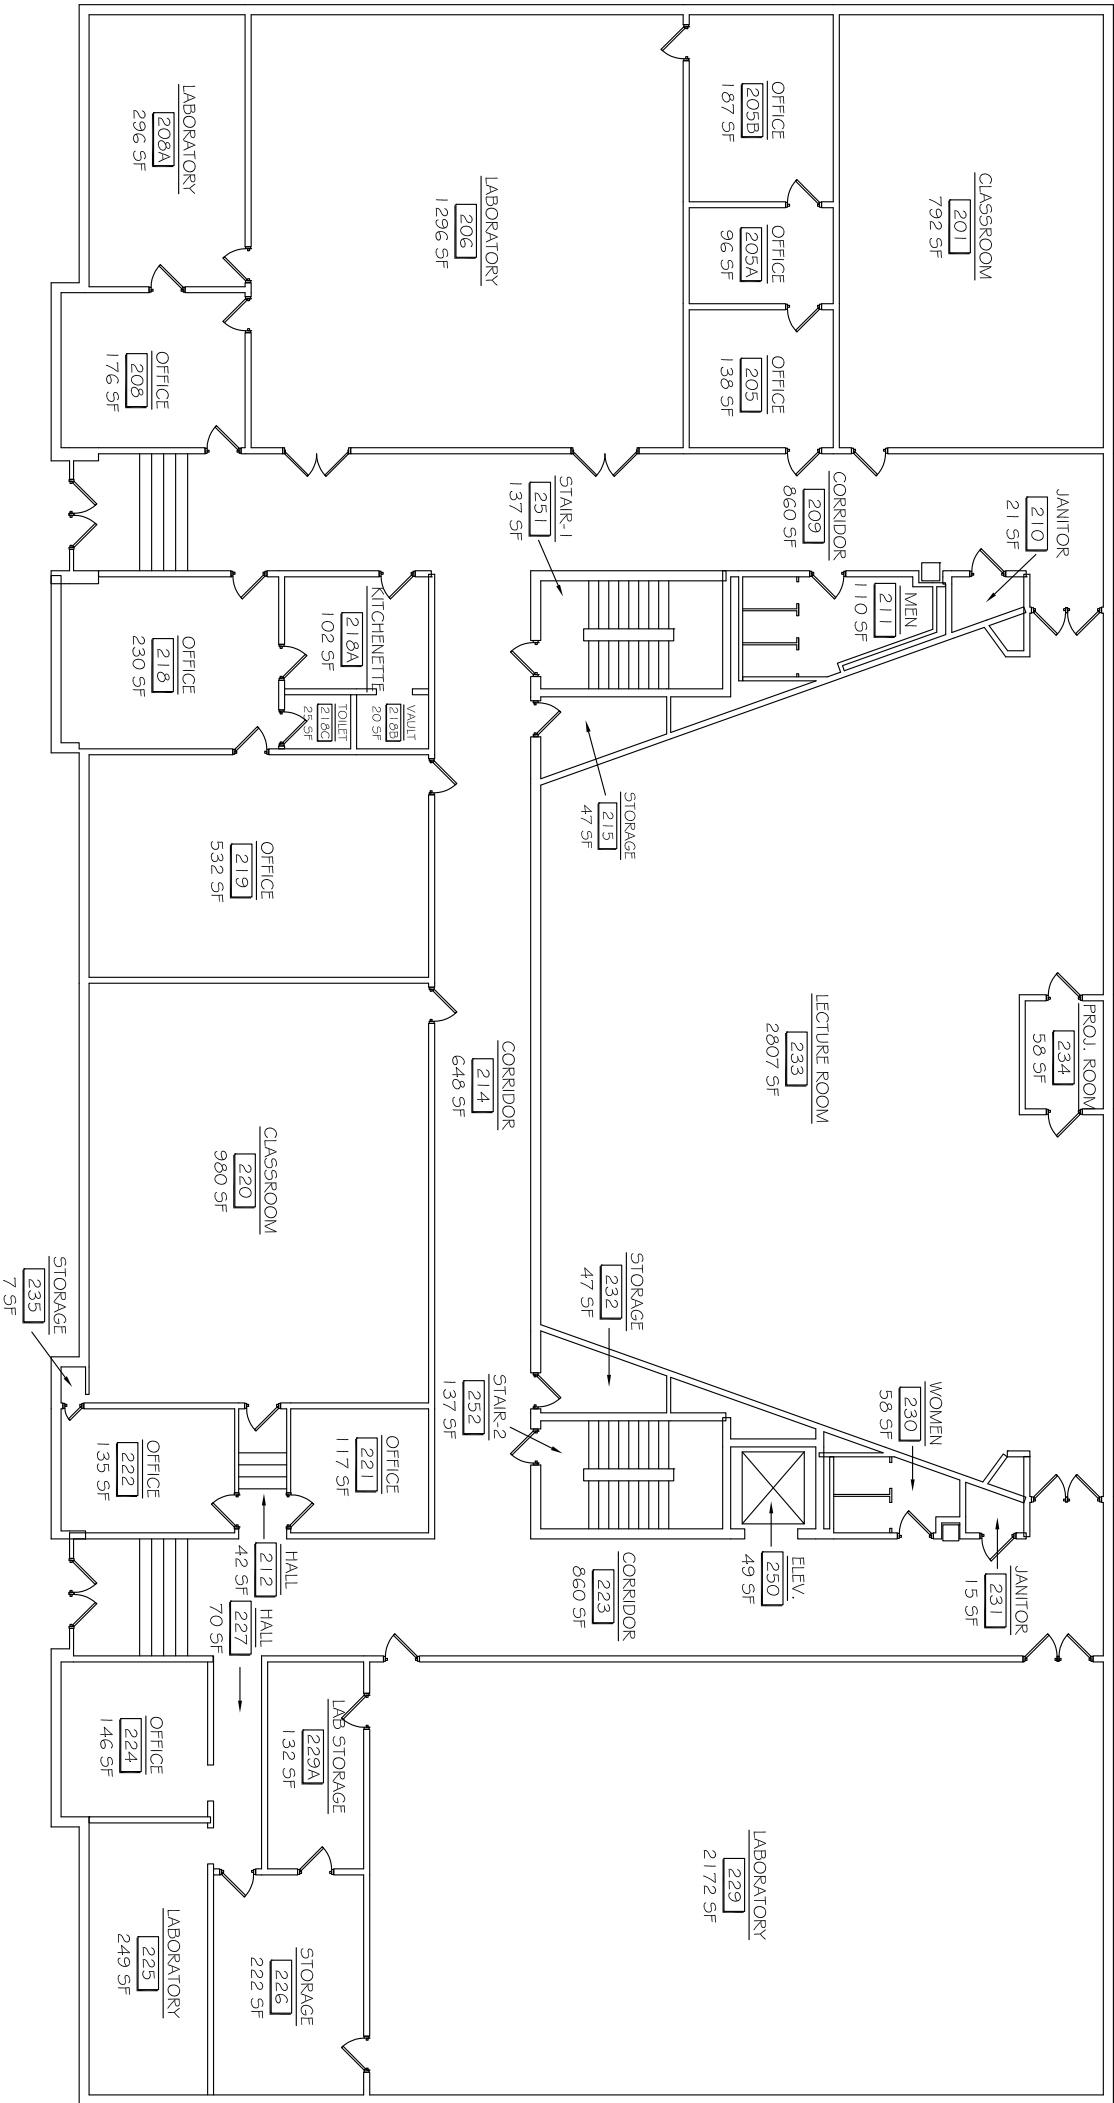 CLASSROOM
201
792 SF
OFFICE
205B
187 SF
OFFICE
205A
96 SF
OFFICE
205
138 SF
LABORATORY
206
1296 SF
LABORATORY
208A
296 SF
OFFICE
208
176 SF
JANITOR
210
21 SF
CORRIDOR
209
860 SF
MEN
211
110 SF
STAIR-1
251
137 SF
STORAGE
215
47 SF
KITCHENETTE
218A
102 SF
VAULT
218B
20 SF
TOILET
218C
25 SF
OFFICE
218
230 SF
OFFICE
219
532 SF
PROJ. ROOM
234
58 SF
LECTURE ROOM
233
2807 SF
CORRIDOR
214
648 SF
CLASSROOM
220
980 SF
STORAGE
235
7 SF
STORAGE
232
47 SF
STAIR-2
252
137 SF
WOMEN
230
58 SF
OFFICE
221
117 SF
OFFICE
222
135 SF
JANITOR
231
15 SF
ELEV.
250
49 SF
CORRIDOR
223
860 SF
HALL
212
42 SF
HALL
227
70 SF
LAB STORAGE
229A
132 SF
OFFICE
224
146 SF
LABORATORY
229
2172 SF
STORAGE
226
222 SF
LABORATORY
225
249 SF